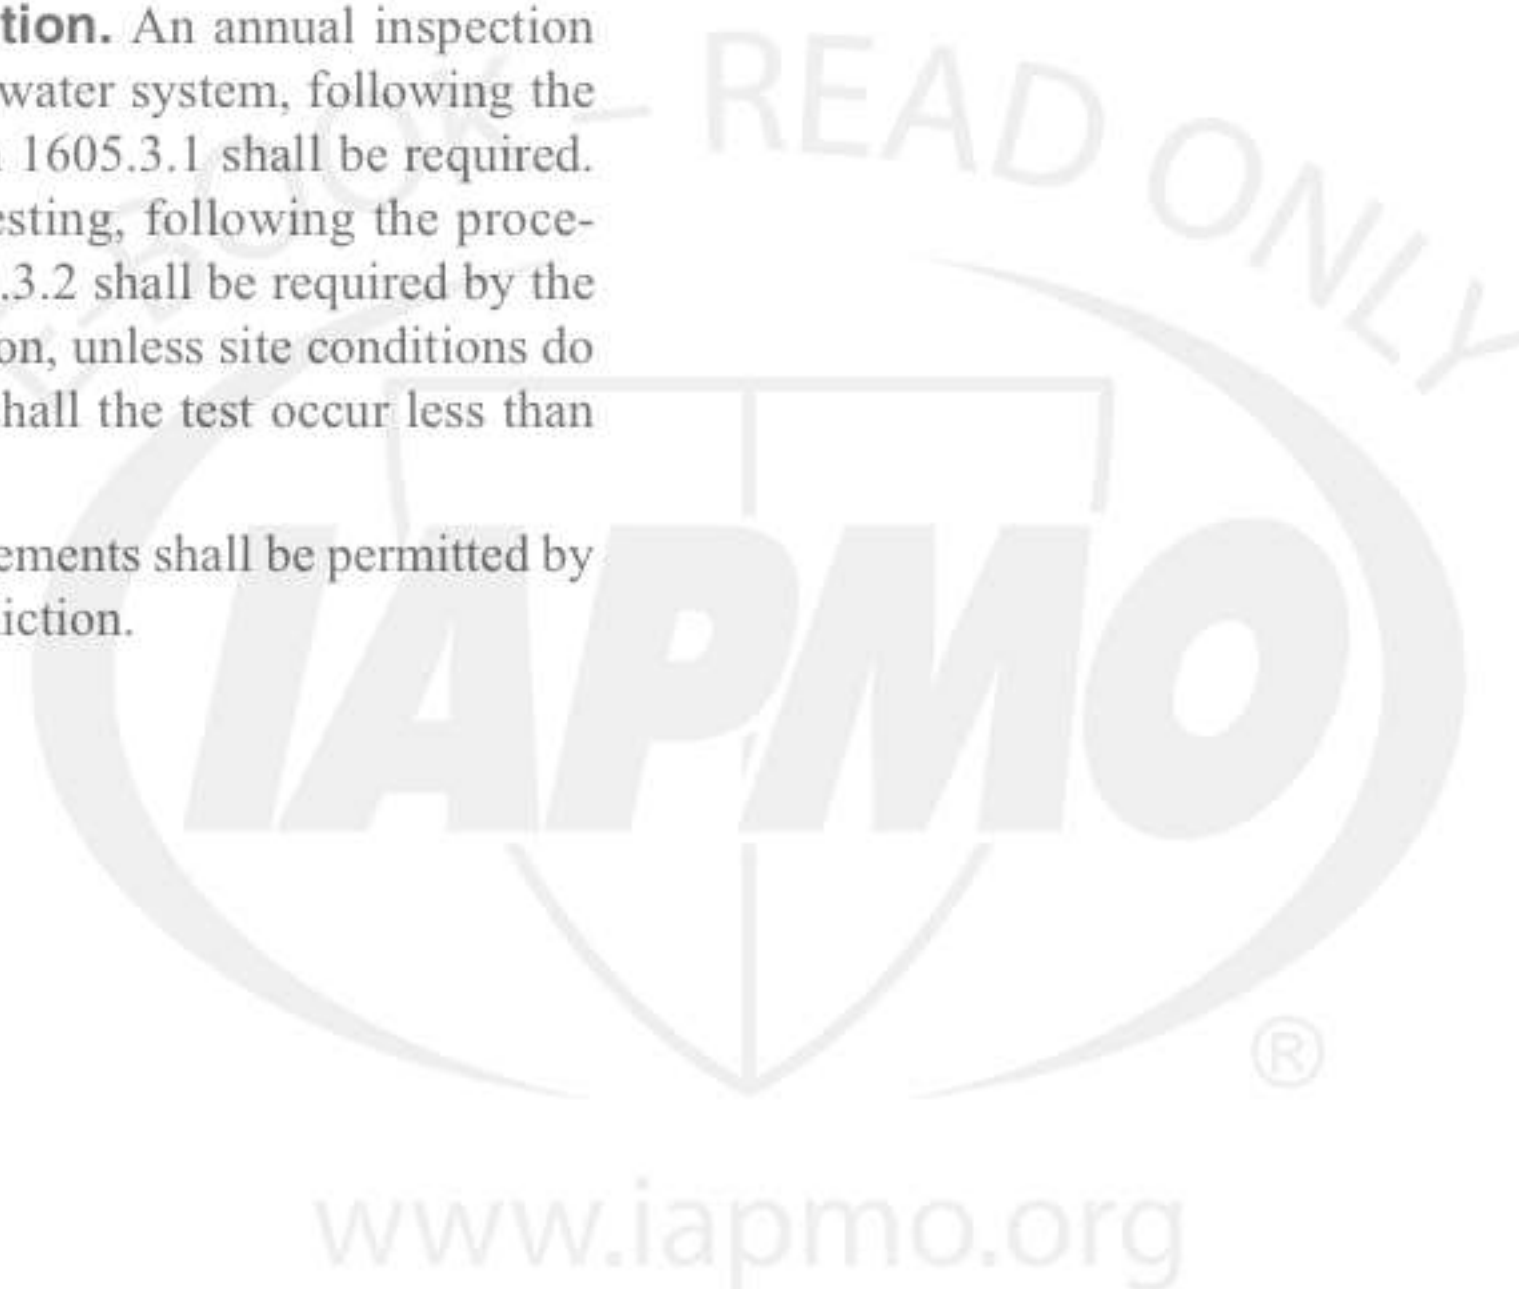 tion. An annual inspection
water system, following the
1605.3.1 shall be required.
esting, following the proce-
.3.2 shall be required by the
on, unless site conditions do
hall the test occur less than
ements shall be permitted by
iction.
E-BOOK – READ ONLY
IAPMO
®
www.iapmo.org